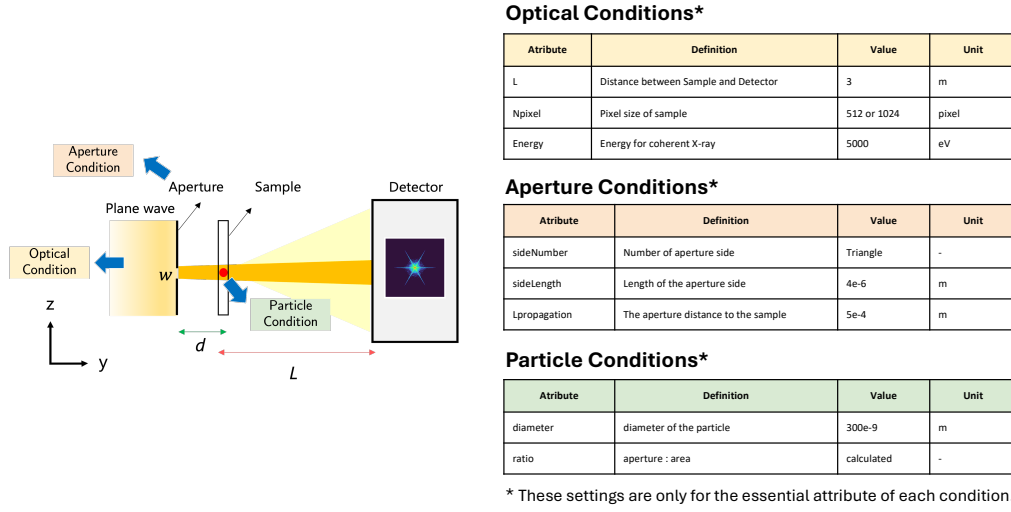 Aperture
Condition
Aperture
Sample
Detector
Plane wave
Optical
Condition
w
Particle
Condition
z
y
d
L
Optical Conditions*
Atribute Definition Value Unit
L Distance between Sample and Detector 3 m
Npixel Pixel size of sample 512 or 1024 pixel
Energy Energy for coherent X-ray 5000 eV
Aperture Conditions*
Atribute Definition Value Unit
sideNumber Number of aperture side Triangle -
sideLength Length of the aperture side 4e-6 m
Lpropagation The aperture distance to the sample 5e-4 m
Particle Conditions*
Atribute Definition Value Unit
diameter diameter of the particle 300e-9 m
ratio aperture : area calculated -
* These settings are only for the essential attribute of each condition